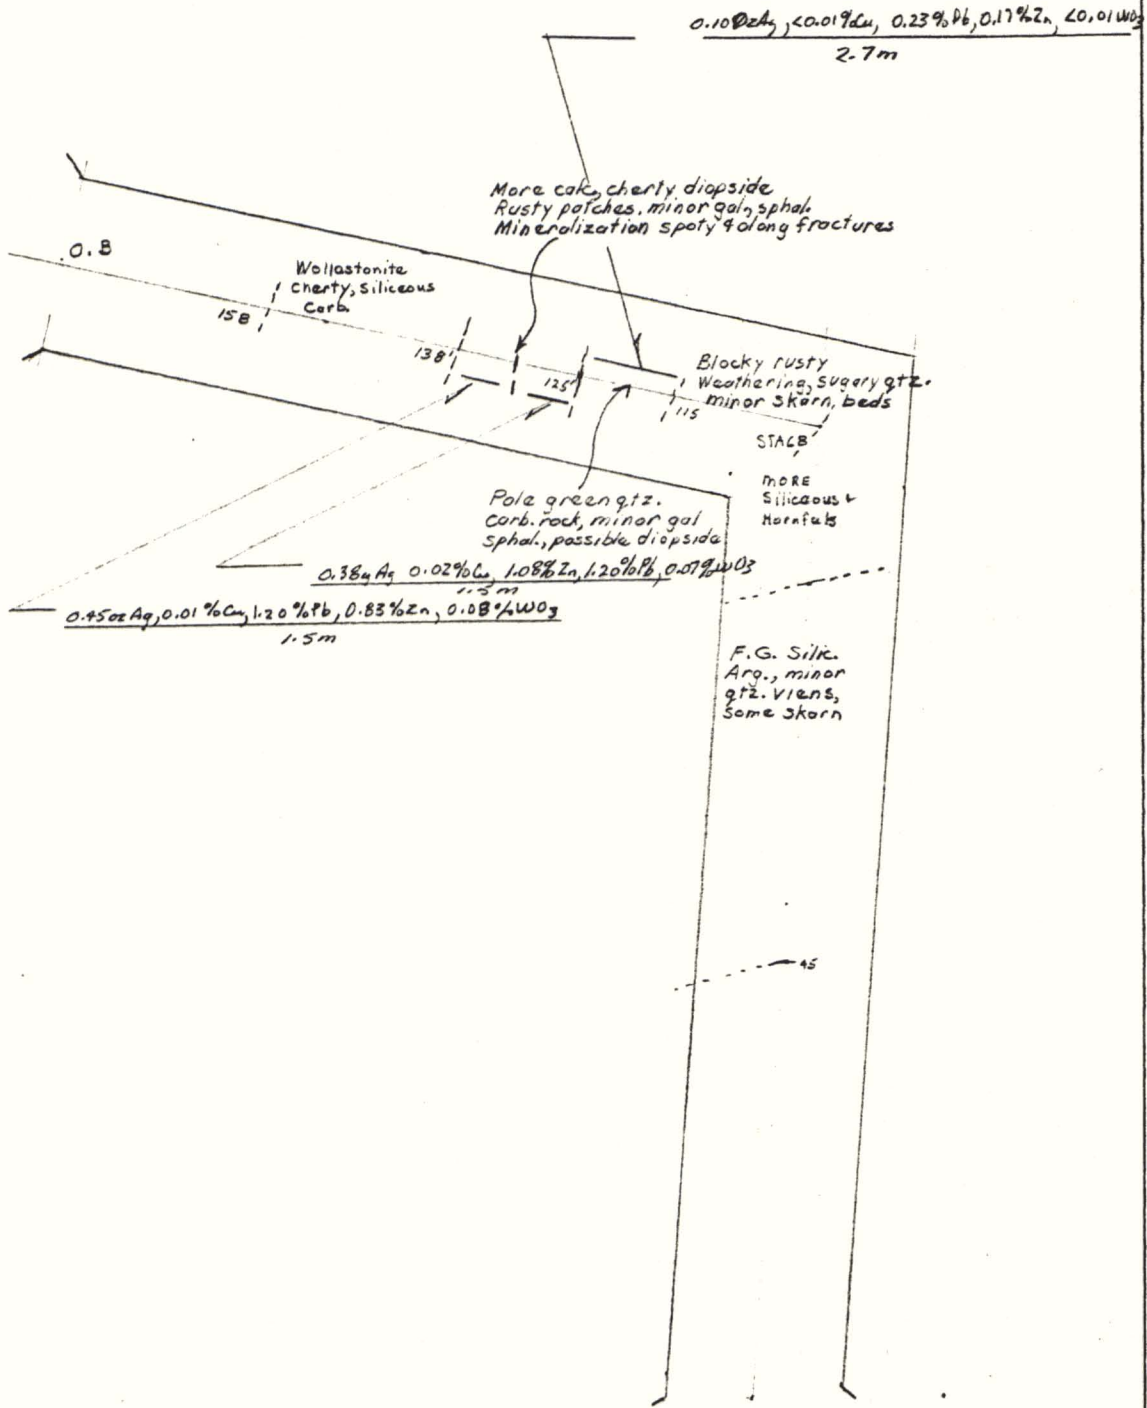 0.10 Oz Ag, <0.01% Cu, 0.23% Pb, 0.17% Zn, <0.01 WO3
2.7m
More calc, cherty diopside
Rusty patches, minor gal, sphal.
Mineralization spoty & along fractures
0.8
Wollastonite
cherty, siliceous
Carb.
158
138
125
115
Blocky rusty
Weathering, sugary qtz.
minor skarn, beds
STA
MORE
Siliceous &
Hornfels
Pale green qtz.
carb. rock, minor gal
sphal., possible diopside
0.38 Ag 0.02% Cu, 1.08% Zn, 1.20% Pb, 0.07% WO3
1.5m
0.45 oz Ag, 0.01% Cu, 1.20% Pb, 0.83% Zn, 0.08% WO3
1.5m
F.G. Silic.
Arg., minor
qtz. viens,
some skarn
45